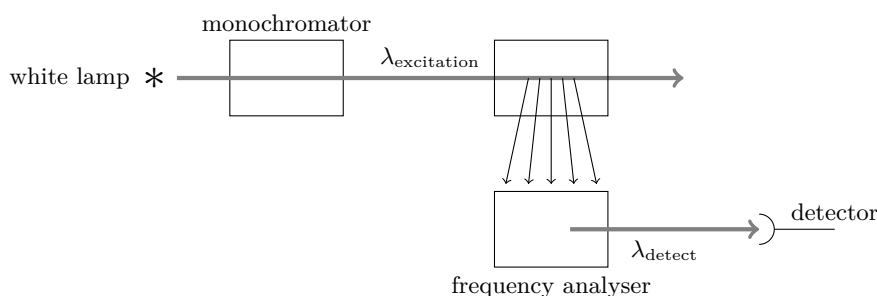 monochromator
white lamp
λexcitation
detector
λdetect
frequency analyser